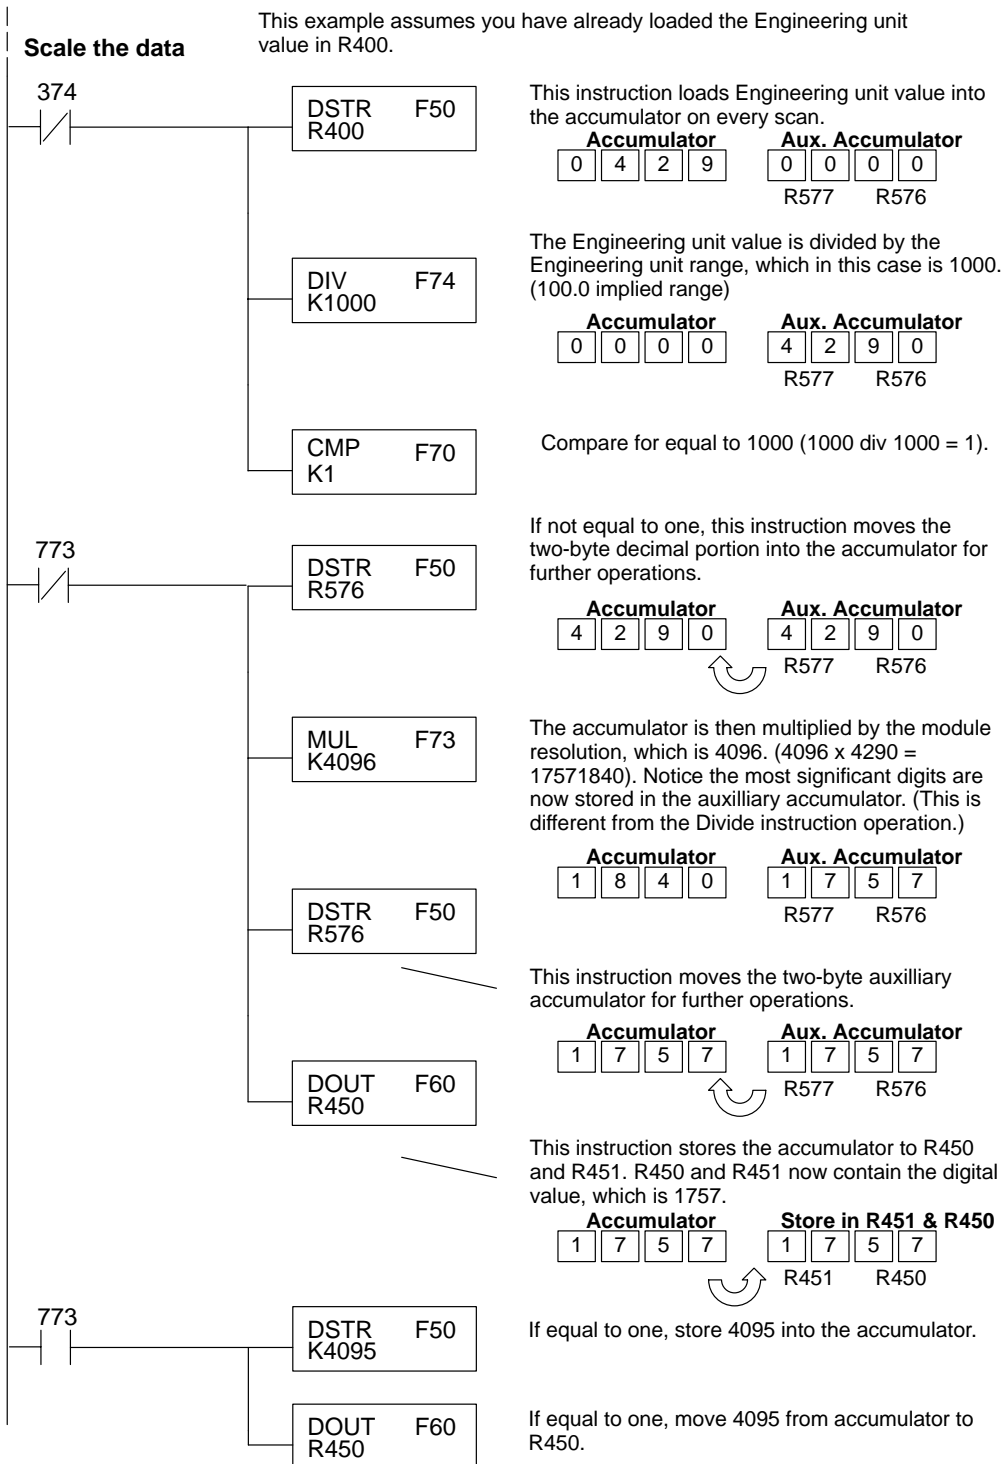 This example assumes you have already loaded the Engineering unit
value in R400.
Scale the data
374
DSTR F50
R400
This instruction loads Engineering unit value into
the accumulator on every scan.
Accumulator Aux. Accumulator
0 4 2 9 0 0 0 0
R577 R576
The Engineering unit value is divided by the
Engineering unit range, which in this case is 1000.
(100.0 implied range)
DIV F74
K1000
Accumulator Aux. Accumulator
0 0 0 0 4 2 9 0
R577 R576
CMP F70
K1
Compare for equal to 1000 (1000 div 1000 = 1).
773
DSTR F50
R576
If not equal to one, this instruction moves the
two-byte decimal portion into the accumulator for
further operations.
Accumulator Aux. Accumulator
4 2 9 0 4 2 9 0
R577 R576
MUL F73
K4096
The accumulator is then multiplied by the module
resolution, which is 4096. (4096 x 4290 =
17571840). Notice the most significant digits are
now stored in the auxilliary accumulator. (This is
different from the Divide instruction operation.)
Accumulator Aux. Accumulator
1 8 4 0 1 7 5 7
R577 R576
DSTR F50
R576
This instruction moves the two-byte auxilliary
accumulator for further operations.
Accumulator Aux. Accumulator
1 7 5 7 1 7 5 7
R577 R576
DOUT F60
R450
This instruction stores the accumulator to R450
and R451. R450 and R451 now contain the digital
value, which is 1757.
Accumulator Store in R451 & R450
1 7 5 7 1 7 5 7
R451 R450
773
DSTR F50
K4095
If equal to one, store 4095 into the accumulator.
DOUT F60
R450
If equal to one, move 4095 from accumulator to
R450.